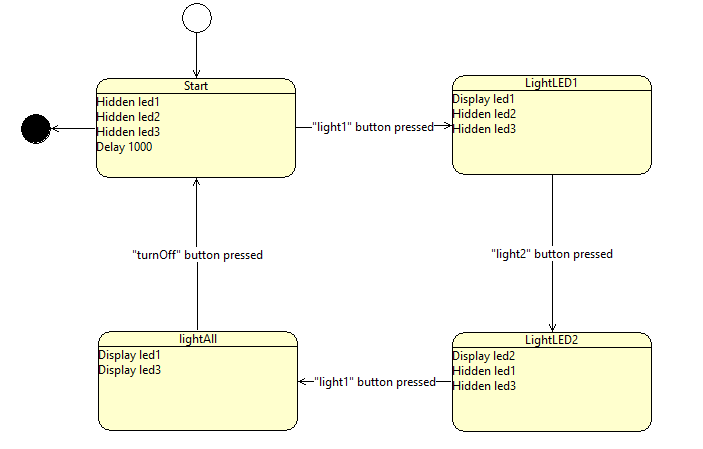 Start
Hidden led1
Hidden led2
Hidden led3
Delay 1000
"light1" button pressed
LightLED1
Display led1
Hidden led2
Hidden led3
"turnOff" button pressed
"light2" button pressed
lightAll
Display led1
Display led3
"light1" button pressed
LightLED2
Display led2
Hidden led1
Hidden led3